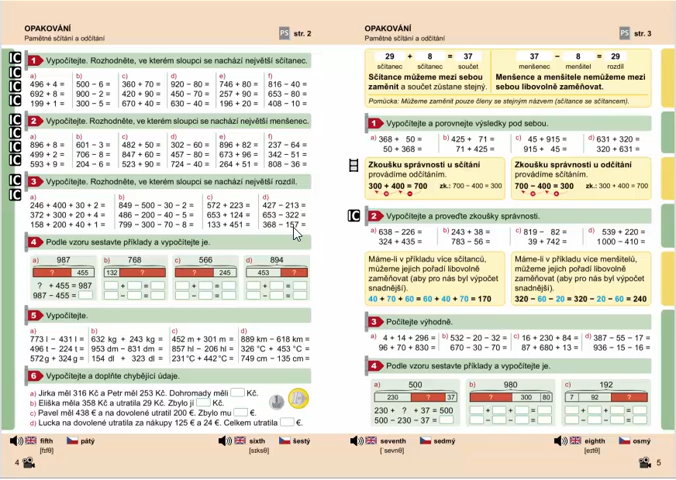 OPAKOVÁNÍ
Pamětné sčítání a odčítání
PS str. 2
1 Vypočítejte. Rozhodněte, ve kterém sloupci se nachází největší sčítanec.
a) b) c) d) e) f)
496 + 4 = 500 − 6 = 360 + 70 = 920 − 80 = 746 + 80 = 816 − 40 =
692 + 8 = 900 − 2 = 420 + 90 = 450 − 70 = 257 + 90 = 653 − 80 =
199 + 1 = 300 − 5 = 670 + 40 = 630 − 40 = 196 + 20 = 408 − 10 =
2 Vypočítejte. Rozhodněte, ve kterém sloupci se nachází největší menšenec.
a) b) c) d) e) f)
896 + 8 = 601 − 3 = 482 + 50 = 302 − 60 = 896 + 82 = 237 − 64 =
499 + 2 = 706 − 8 = 847 + 60 = 457 − 80 = 673 + 96 = 342 − 51 =
593 + 9 = 204 − 6 = 523 + 90 = 724 − 40 = 264 + 51 = 808 − 36 =
3 Vypočítejte. Rozhodněte, ve kterém sloupci se nachází největší rozdíl.
a) b) c) d)
246 + 400 + 30 + 2 = 849 − 500 − 30 − 2 = 572 + 223 = 427 − 213 =
372 + 300 + 20 + 4 = 486 − 200 − 40 − 5 = 653 + 124 = 653 − 322 =
158 + 200 + 40 + 1 = 799 − 300 − 70 − 8 = 133 + 451 = 368 − 157 =
4 Podle vzoru sestavte příklady a vypočítejte je.
a) 987 b) 768 c) 566 d) 894
? 455 132 ? ? 245 453 ?
? + 455 = 987 + = + = + =
987 − 455 = − = − = − =
5 Vypočítejte.
a) b) c) d)
773 l − 431 l = 632 kg + 243 kg = 452 m + 301 m = 889 km − 618 km =
496 t − 224 t = 953 dm − 831 dm = 857 hl − 206 hl = 326 °C + 453 °C =
572 g + 324 g = 154 dl + 323 dl = 231 °C + 442 °C = 749 cm − 135 cm =
6 Vypočítejte a doplňte chybějící údaje.
a) Jirka měl 316 Kč a Petr měl 253 Kč. Dohromady měli Kč.
b) Eliška měla 358 Kč a utratila 29 Kč. Zbylo jí Kč.
c) Pavel měl 438 € a na dovolené utratil 200 €. Zbylo mu €.
d) Lucka na dovolené utratila za nákupy 125 € a 24 €. Celkem utratila €.
fifth pátý sixth šestý
[fɪfθ] [sɪksθ]
4
OPAKOVÁNÍ
Pamětné sčítání a odčítání
PS str. 3
29 + 8 = 37
sčítanec sčítanec součet
Sčítance můžeme mezi sebou
zaměnit a součet zůstane stejný.
37 − 8 = 29
menšenec menšitel rozdíl
Menšence a menšitele nemůžeme mezi
sebou libovolně zaměňovat.
Pomůcka: Můžeme zaměnit pouze členy se stejným názvem (sčítance se sčítancem).
1 Vypočítejte a porovnejte výsledky pod sebou.
a) 368 + 50 = b) 425 + 71 = c) 45 + 915 = d) 631 + 320 =
50 + 368 = 71 + 425 = 915 + 45 = 320 + 631 =
Zkoušku správnosti u sčítání
provádíme odčítáním.
300 + 400 = 700 zk.: 700 − 400 = 300
Zkoušku správnosti u odčítání
provádíme sčítáním.
700 − 400 = 300 zk.: 300 + 400 = 700
2 Vypočítejte a proveďte zkoušky správnosti.
a) 638 − 226 = b) 243 + 38 = c) 819 − 82 = d) 539 + 220 =
324 + 435 = 783 − 56 = 39 + 742 = 1 000 − 410 =
Máme-li v příkladu více sčítanců,
můžeme jejich pořadí libovolně
zaměňovat (aby pro nás byl výpočet
snadnější).
40 + 70 + 60 = 60 + 40 + 70 = 170
Máme-li v příkladu více menšitelů,
můžeme jejich pořadí libovolně
zaměňovat (aby pro nás byl výpočet
snadnější).
320 − 60 − 20 = 320 − 20 − 60 = 240
3 Počítejte výhodně.
a) 4 + 14 + 296 = b) 532 − 20 − 32 = c) 16 + 230 + 84 = d) 387 − 55 − 17 =
96 + 70 + 830 = 670 − 30 − 70 = 87 + 680 + 13 = 936 − 15 − 16 =
4 Podle vzoru sestavte příklady a vypočítejte je.
a) 500 b) 980 c) 192
230 ? 37 ? 300 80 7 92 ?
230 + ? + 37 = 500 + + = + + =
500 − 230 − 37 = − − = − − =
seventh sedmý eighth osmý
[ˈsevnθ] [eɪtθ]
5